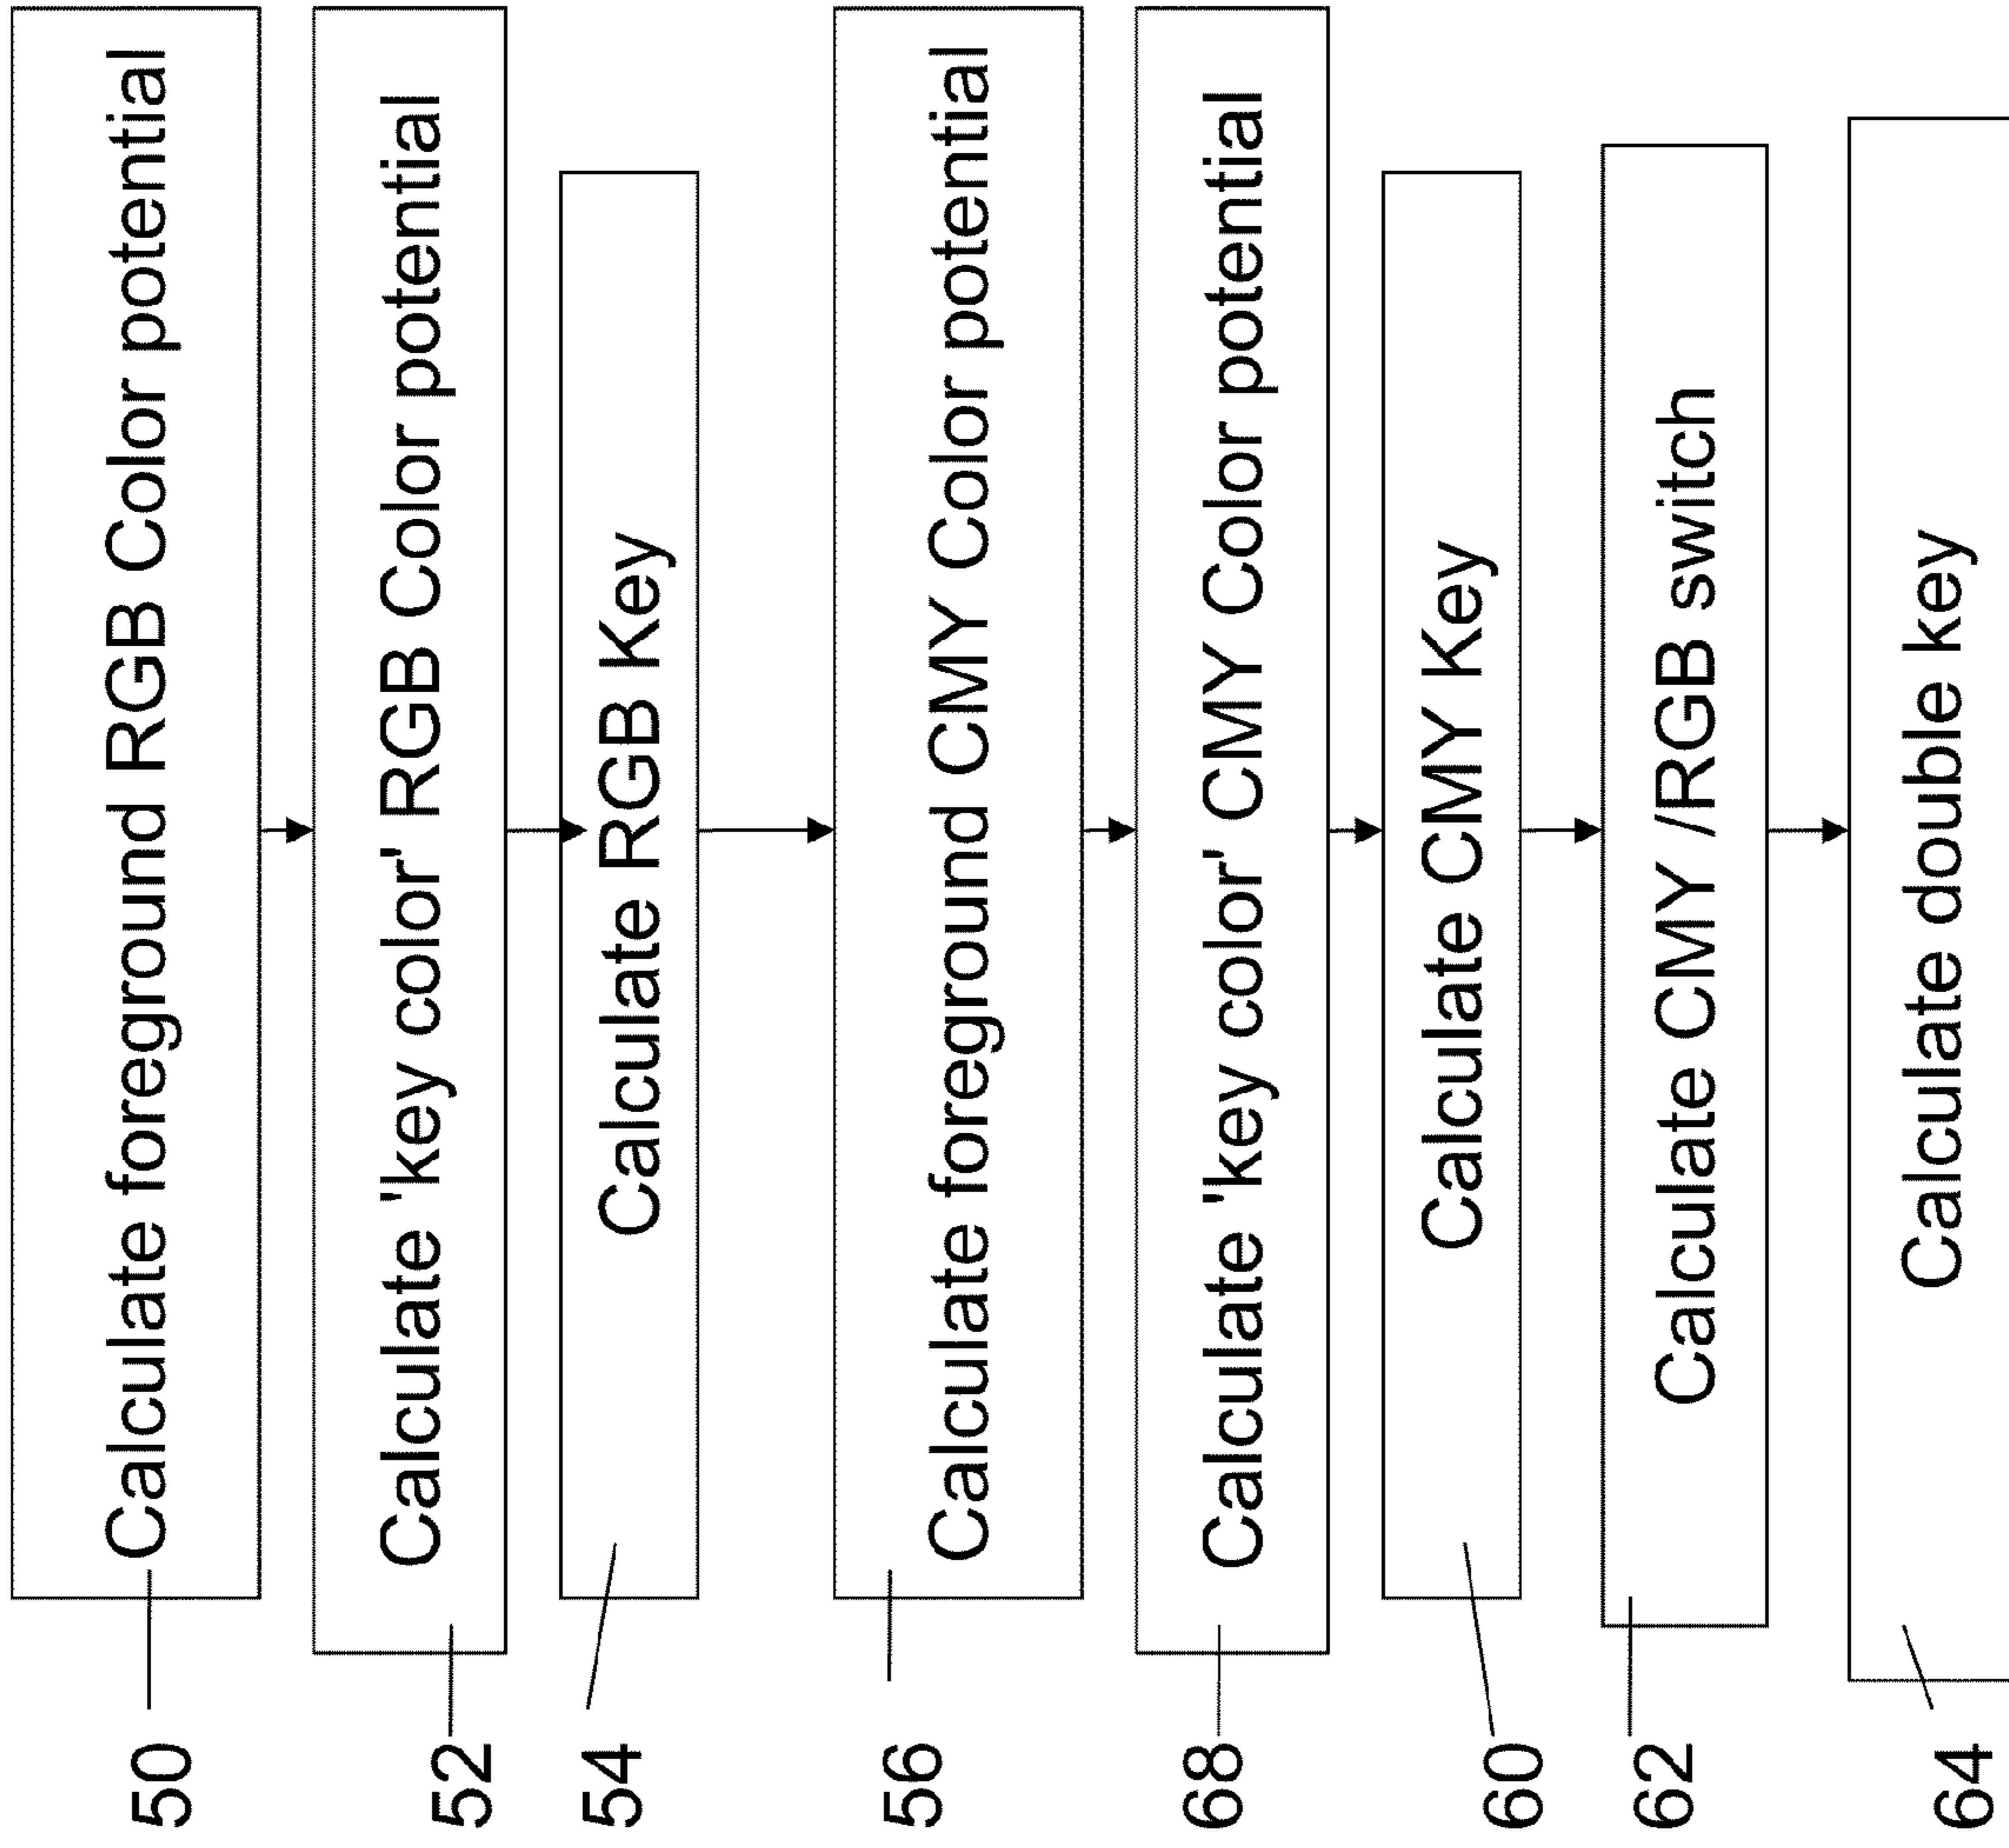 50
Calculate foreground RGB Color potential
52
Calculate 'key color' RGB Color potential
54
Calculate RGB Key
56
Calculate foreground CMY Color potential
68
Calculate 'key color' CMY Color potential
60
Calculate CMY Key
62
Calculate CMY /RGB switch
64
Calculate double key